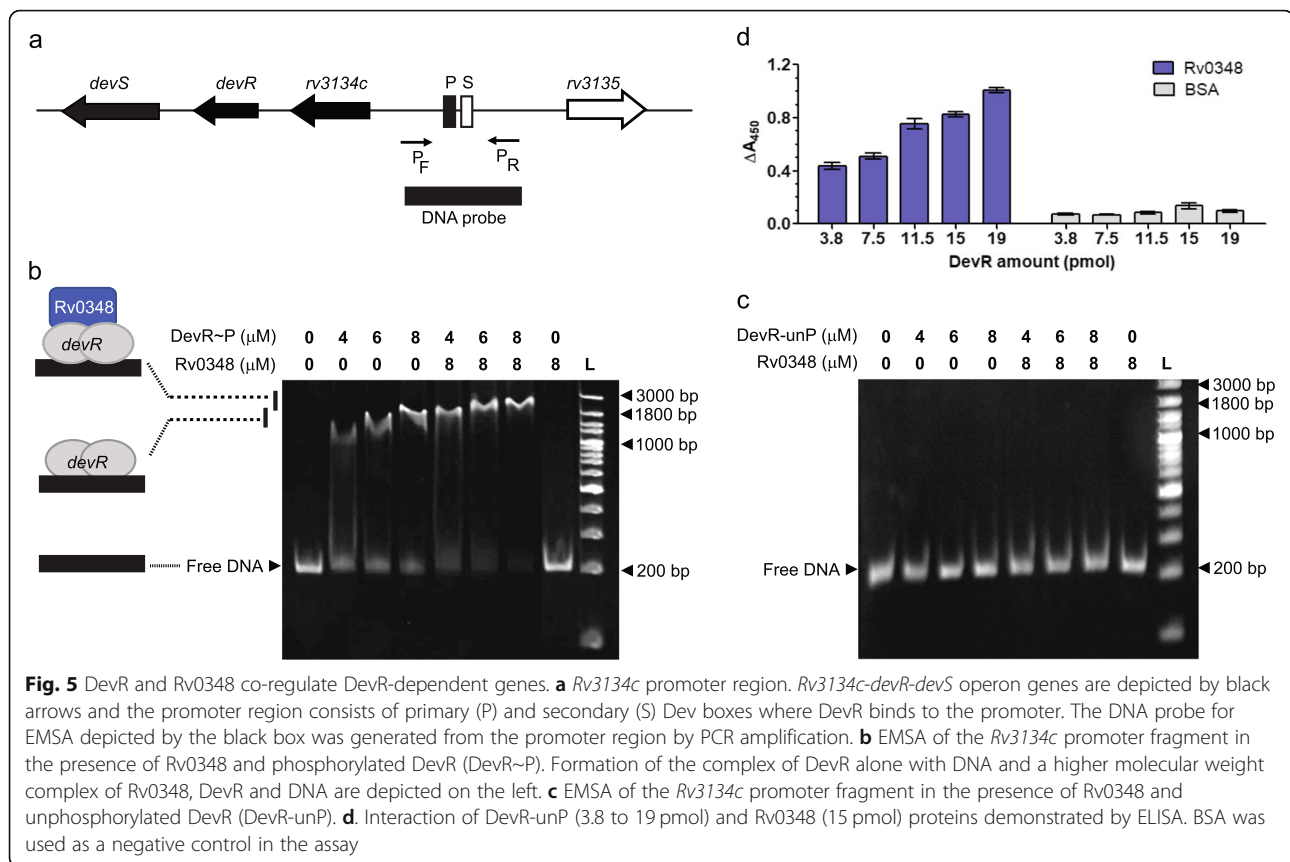 a
devS devR rv3134c P S rv3135
PF PR
DNA probe
d
Rv0348
BSA
1.2
0.8
0.4
0.0
ΔA450
3.8 7.5 11.5 15 19 3.8 7.5 11.5 15 19
DevR amount (pmol)
b
Rv0348
devR
devR
DevR~P (μM) 0 4 6 8 4 6 8 0
Rv0348 (μM) 0 0 0 0 8 8 8 8 L
3000 bp
1800 bp
1000 bp
Free DNA
200 bp
c
DevR-unP (μM) 0 4 6 8 4 6 8 0
Rv0348 (μM) 0 0 0 0 8 8 8 8 L
3000 bp
1800 bp
1000 bp
Free DNA
200 bp
Fig. 5 DevR and Rv0348 co-regulate DevR-dependent genes. a Rv3134c promoter region. Rv3134c-devR-devS operon genes are depicted by black
arrows and the promoter region consists of primary (P) and secondary (S) Dev boxes where DevR binds to the promoter. The DNA probe for
EMSA depicted by the black box was generated from the promoter region by PCR amplification. b EMSA of the Rv3134c promoter fragment in
the presence of Rv0348 and phosphorylated DevR (DevR~P). Formation of the complex of DevR alone with DNA and a higher molecular weight
complex of Rv0348, DevR and DNA are depicted on the left. c EMSA of the Rv3134c promoter fragment in the presence of Rv0348 and
unphosphorylated DevR (DevR-unP). d. Interaction of DevR-unP (3.8 to 19 pmol) and Rv0348 (15 pmol) proteins demonstrated by ELISA. BSA was
used as a negative control in the assay